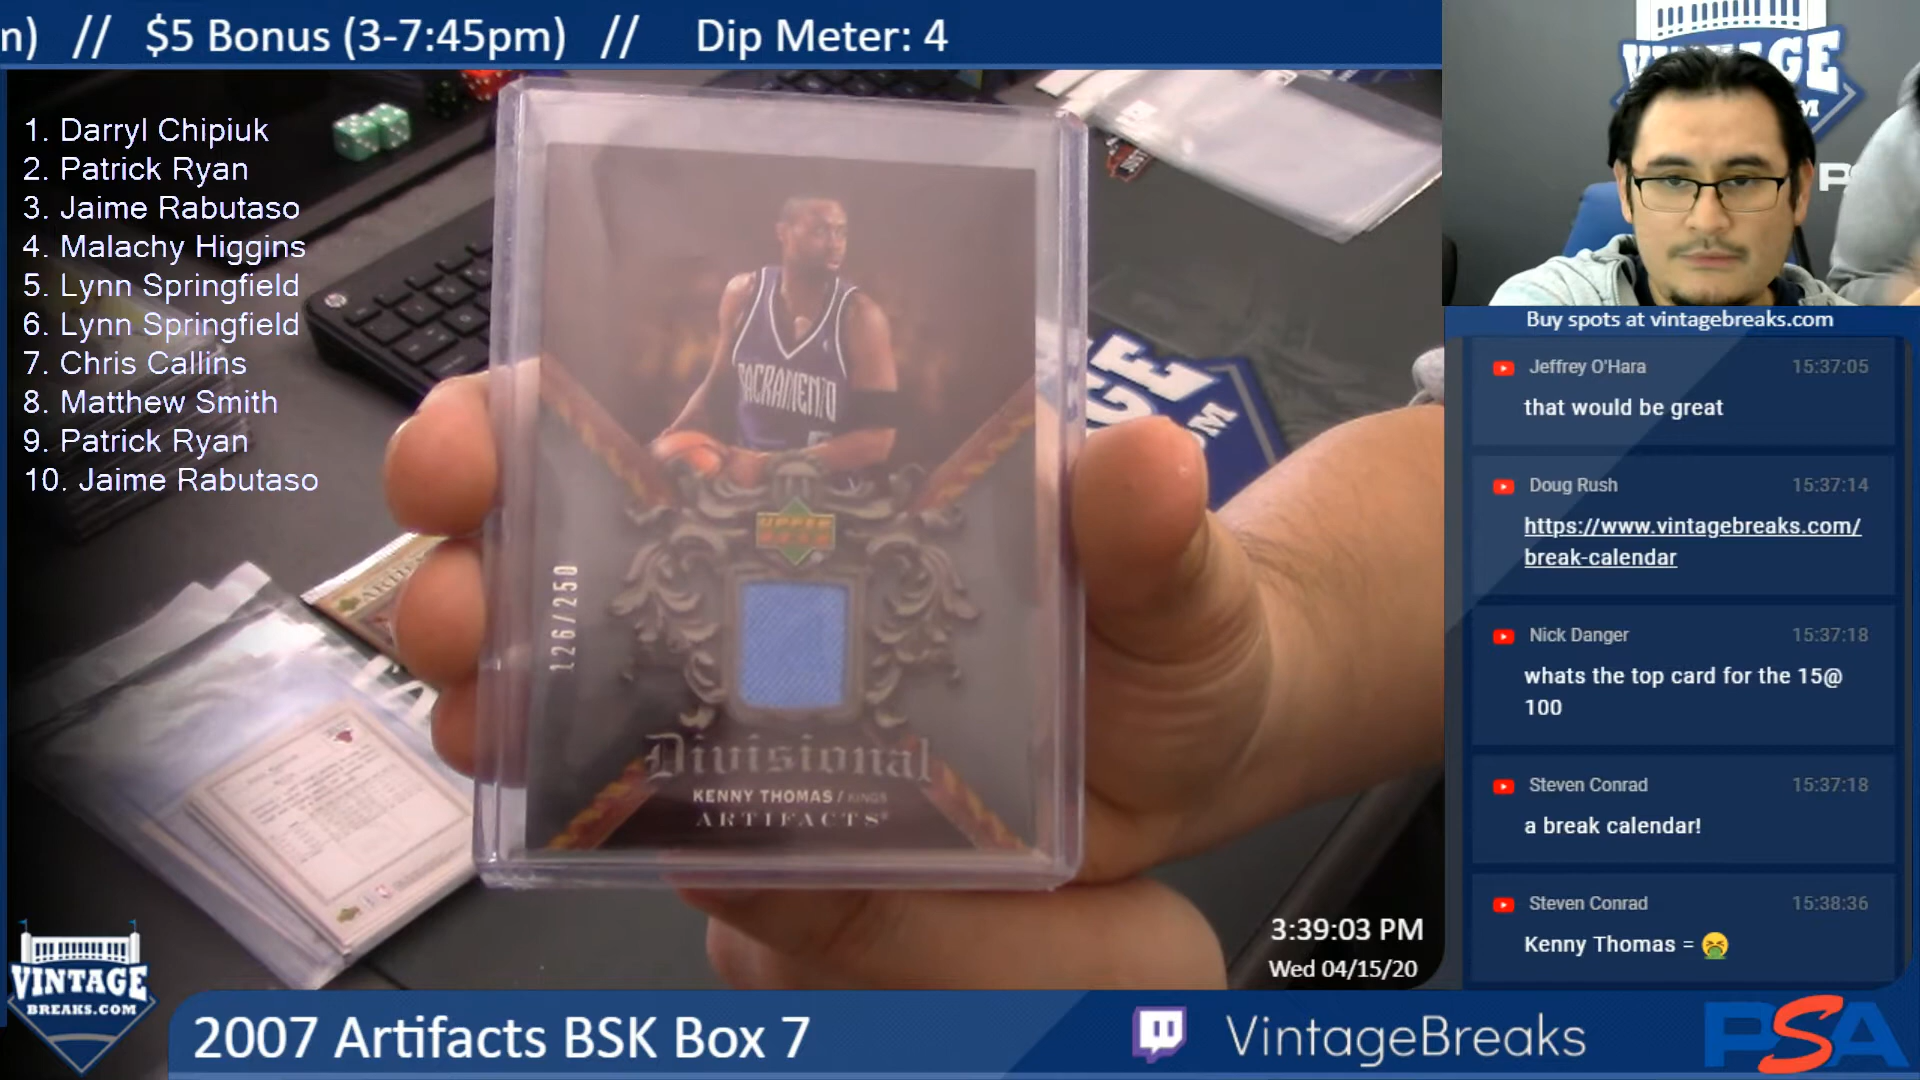 n) // $5 Bonus (3-7:45pm) // Dip Meter: 4
1. Darryl Chipiuk
2. Patrick Ryan
3. Jaime Rabutaso
4. Malachy Higgins
5. Lynn Springfield
6. Lynn Springfield
7. Chris Callins
8. Matthew Smith
9. Patrick Ryan
10. Jaime Rabutaso
SACRAMENTO
UPPER
DECK
126/250
Divisional
KENNY THOMAS / KINGS
ARTIFACTS
3:39:03 PM
Wed 04/15/20
VINTAGE
BREAKS.COM
2007 Artifacts BSK Box 7
VintageBreaks
PSA
Buy spots at vintagebreaks.com
Jeffrey O'Hara 15:37:05
that would be great
Doug Rush 15:37:14
https://www.vintagebreaks.com/
break-calendar
Nick Danger 15:37:18
whats the top card for the 15@
100
Steven Conrad 15:37:18
a break calendar!
Steven Conrad 15:38:36
Kenny Thomas = 🤮